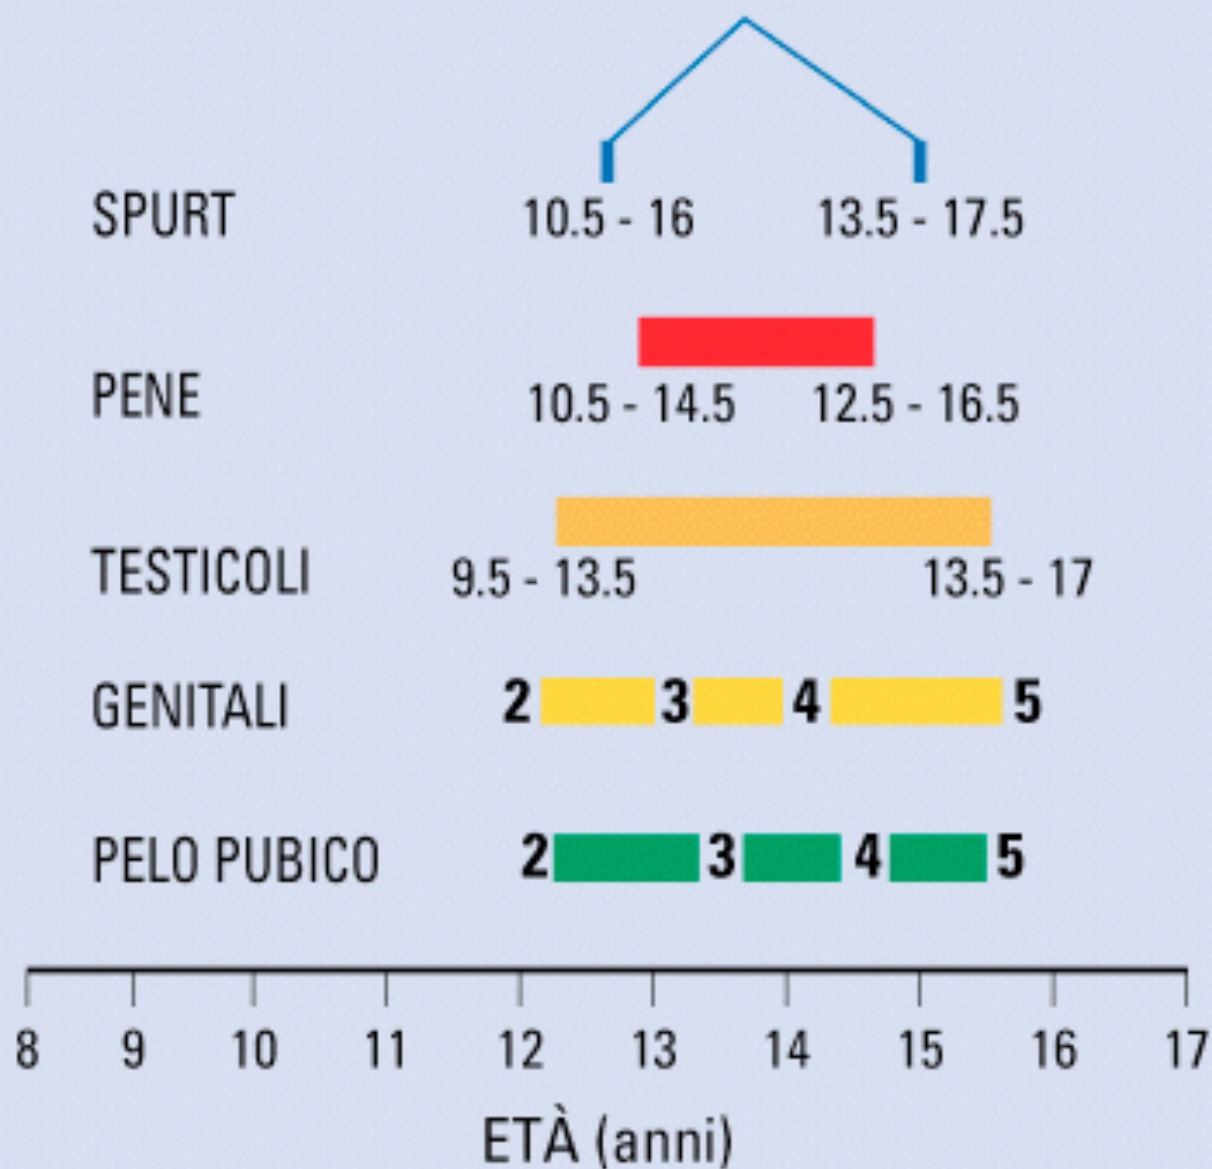 SPURT
10.5 - 16 13.5 - 17.5
PENE
10.5 - 14.5 12.5 - 16.5
TESTICOLI
9.5 - 13.5 13.5 - 17
GENITALI 2 3 4 5
PELO PUBICO 2 3 4 5
8 9 10 11 12 13 14 15 16 17
ETÀ (anni)